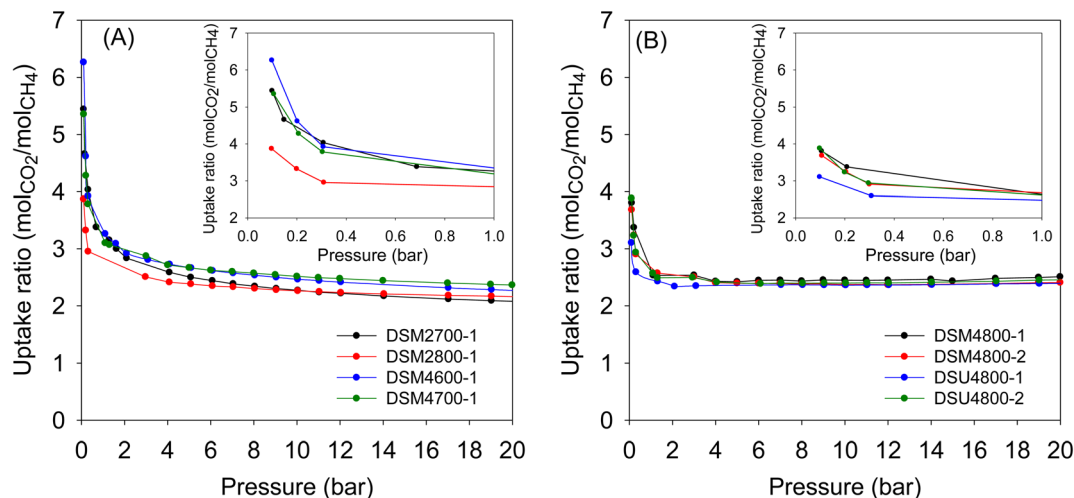 (A)
Uptake ratio (molCO2/molCH4)
7
6
5
4
3
2
1
0
0 2 4 6 8 10 12 14 16 18 20
Pressure (bar)
Uptake ratio (molCO2/molCH4)
7
6
5
4
3
2
0.0 0.2 0.4 0.6 0.8 1.0
Pressure (bar)
DSM2700-1
DSM2800-1
DSM4600-1
DSM4700-1
(B)
Uptake ratio (molCO2/molCH4)
7
6
5
4
3
2
1
0
0 2 4 6 8 10 12 14 16 18 20
Pressure (bar)
Uptake ratio (molCO2/molCH4)
7
6
5
4
3
2
0.0 0.2 0.4 0.6 0.8 1.0
Pressure (bar)
DSM4800-1
DSM4800-2
DSU4800-1
DSU4800-2